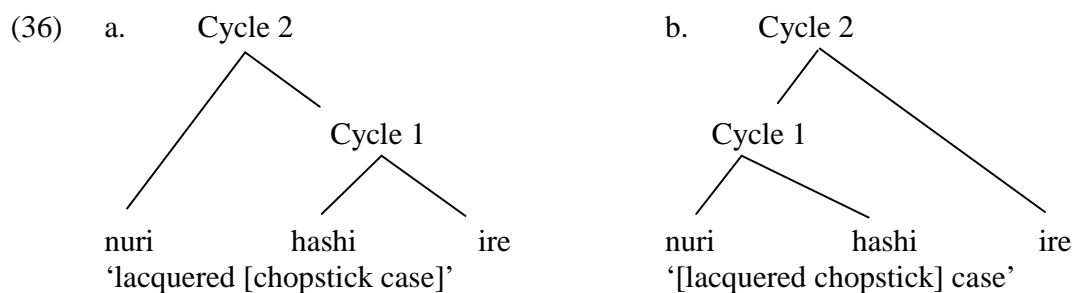 (36) a. Cycle 2 b. Cycle 2
Cycle 1 Cycle 1
nuri hashi ire nuri hashi ire
‘lacquered [chopstick case]’ ‘[lacquered chopstick] case’